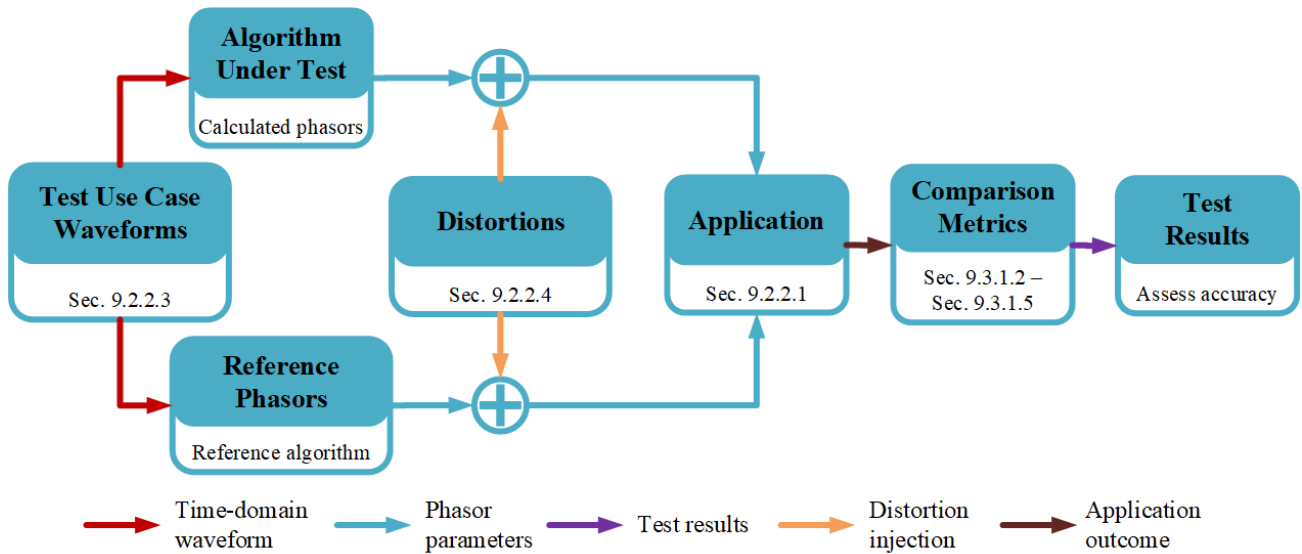 Algorithm
Under Test
Calculated phasors
Test Use Case
Waveforms
Sec. 9.2.2.3
Distortions
Sec. 9.2.2.4
Application
Sec. 9.2.2.1
Comparison
Metrics
Sec. 9.3.1.2 –
Sec. 9.3.1.5
Test
Results
Assess accuracy
Reference
Phasors
Reference algorithm
Time-domain
waveform
Phasor
parameters
Test results
Distortion
injection
Application
outcome